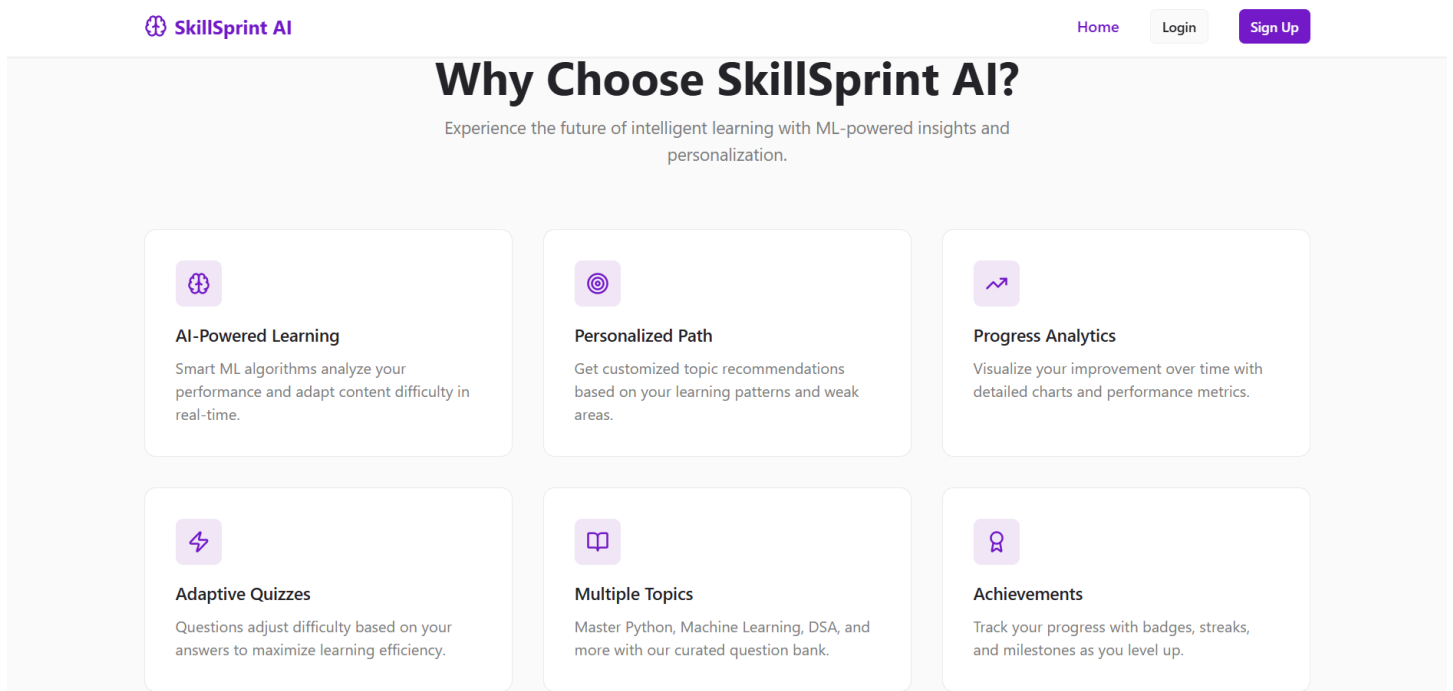 SkillSprint AI
Home
Login
Sign Up
Why Choose SkillSprint AI?
Experience the future of intelligent learning with ML-powered insights and
personalization.
AI-Powered Learning
Smart ML algorithms analyze your
performance and adapt content difficulty in
real-time.
Personalized Path
Get customized topic recommendations
based on your learning patterns and weak
areas.
Progress Analytics
Visualize your improvement over time with
detailed charts and performance metrics.
Adaptive Quizzes
Questions adjust difficulty based on your
answers to maximize learning efficiency.
Multiple Topics
Master Python, Machine Learning, DSA, and
more with our curated question bank.
Achievements
Track your progress with badges, streaks,
and milestones as you level up.